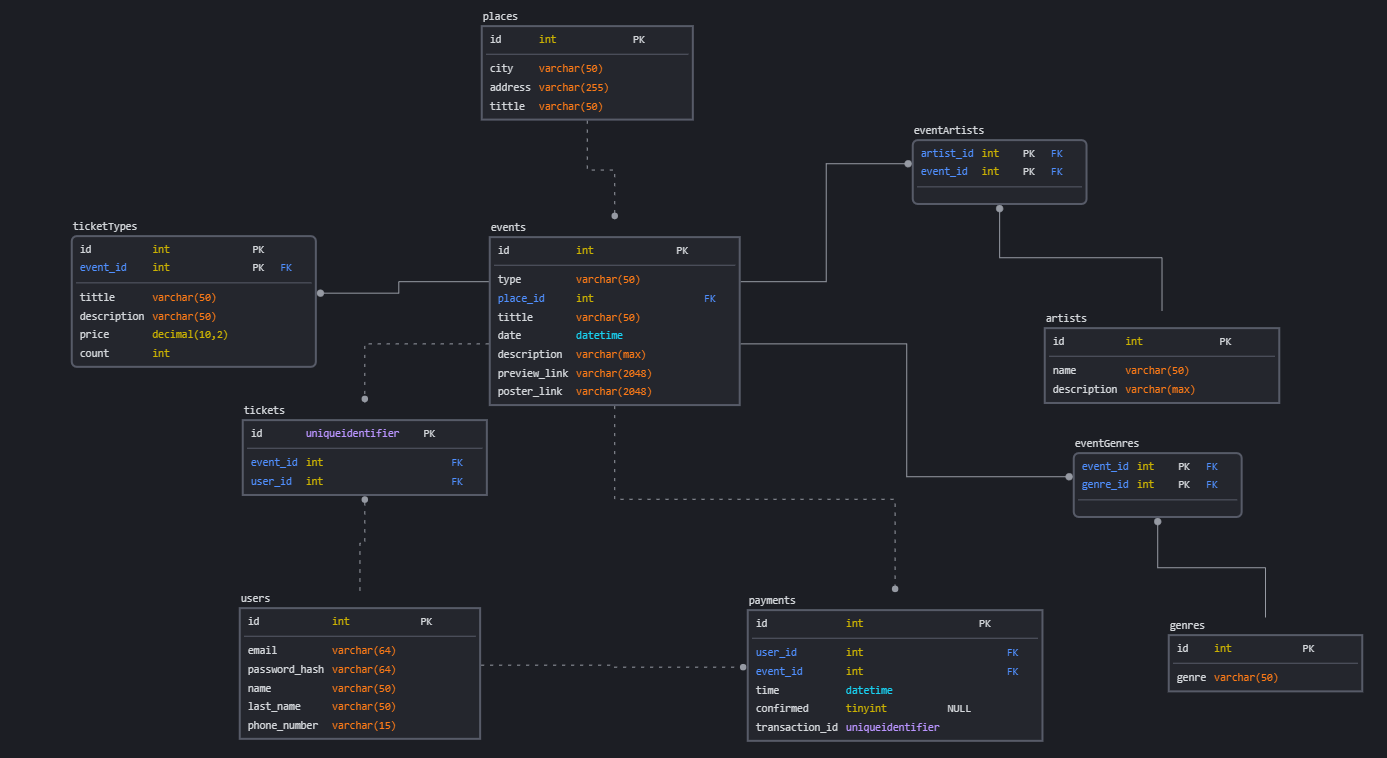 places
id int PK
city varchar(50)
address varchar(255)
tittle varchar(50)
eventArtists
artist_id int PK FK
event_id int PK FK
ticketTypes
id int PK
event_id int PK FK
tittle varchar(50)
description varchar(50)
price decimal(10,2)
count int
events
id int PK
type varchar(50)
place_id int FK
tittle varchar(50)
date datetime
description varchar(max)
preview_link varchar(2048)
poster_link varchar(2048)
artists
id int PK
name varchar(50)
description varchar(max)
tickets
id uniqueidentifier PK
event_id int FK
user_id int FK
eventGenres
event_id int PK FK
genre_id int PK FK
users
id int PK
email varchar(64)
password_hash varchar(64)
name varchar(50)
last_name varchar(50)
phone_number varchar(15)
payments
id int PK
user_id int FK
event_id int FK
time datetime
confirmed tinyint NULL
transaction_id uniqueidentifier
genres
id int PK
genre varchar(50)